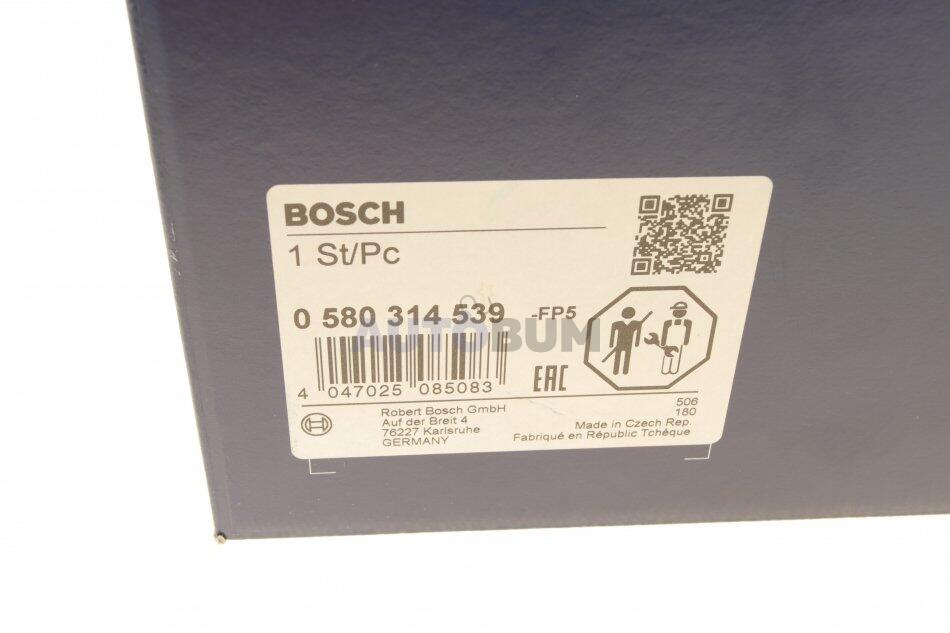 BOSCH
1 St/Pc
0 580 314 539 -FP5
AUTOBUM
4 047025 085083
EAC
506
180
Robert Bosch GmbH
Auf der Breit 4
76227 Karlsruhe
GERMANY
Made in Czech Rep.
Fabriqué en République Tchèque